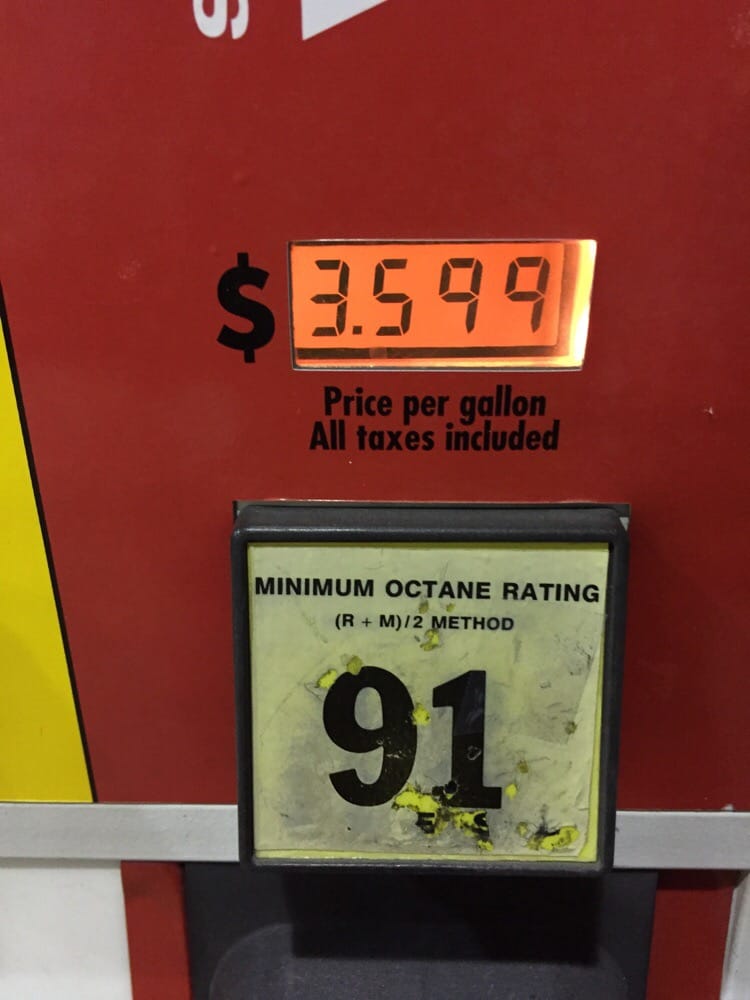 $ 3.599
Price per gallon
All taxes included
MINIMUM OCTANE RATING
(R + M)/2 METHOD
91